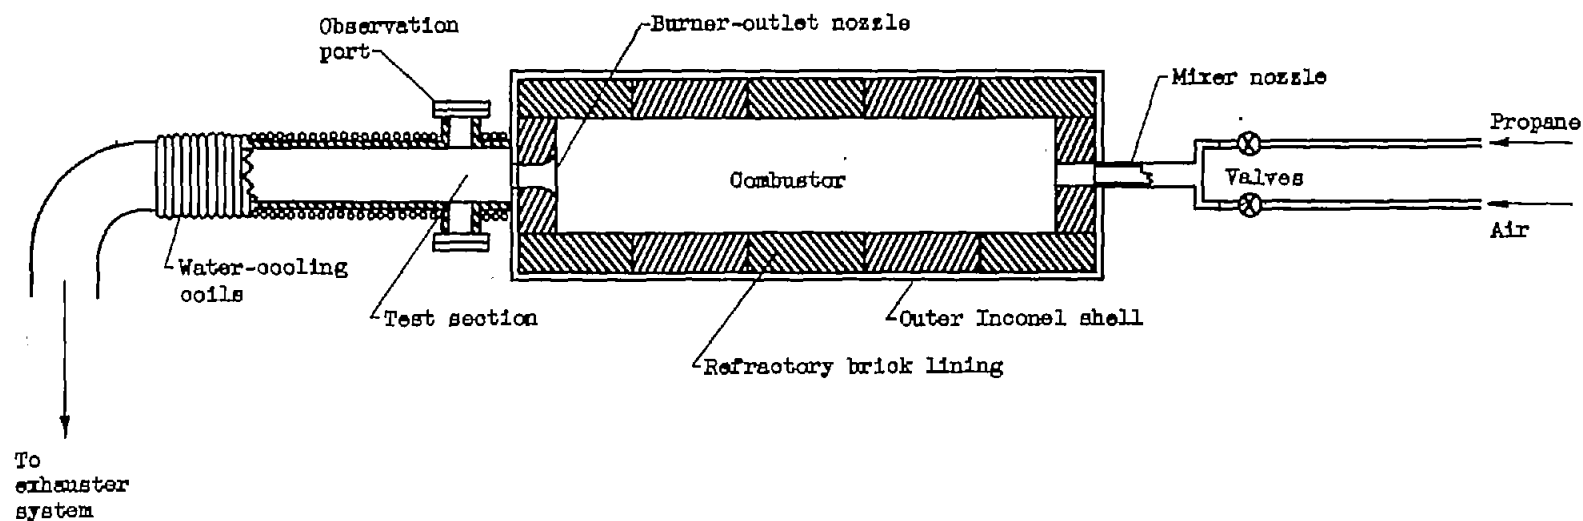 Observation
port
Burner-outlet nozzle
Mixer nozzle
Propane
Combustor
Valves
Air
Water-cooling
coils
Test section
Outer Inconel shell
Refractory brick lining
To
exhauster
system